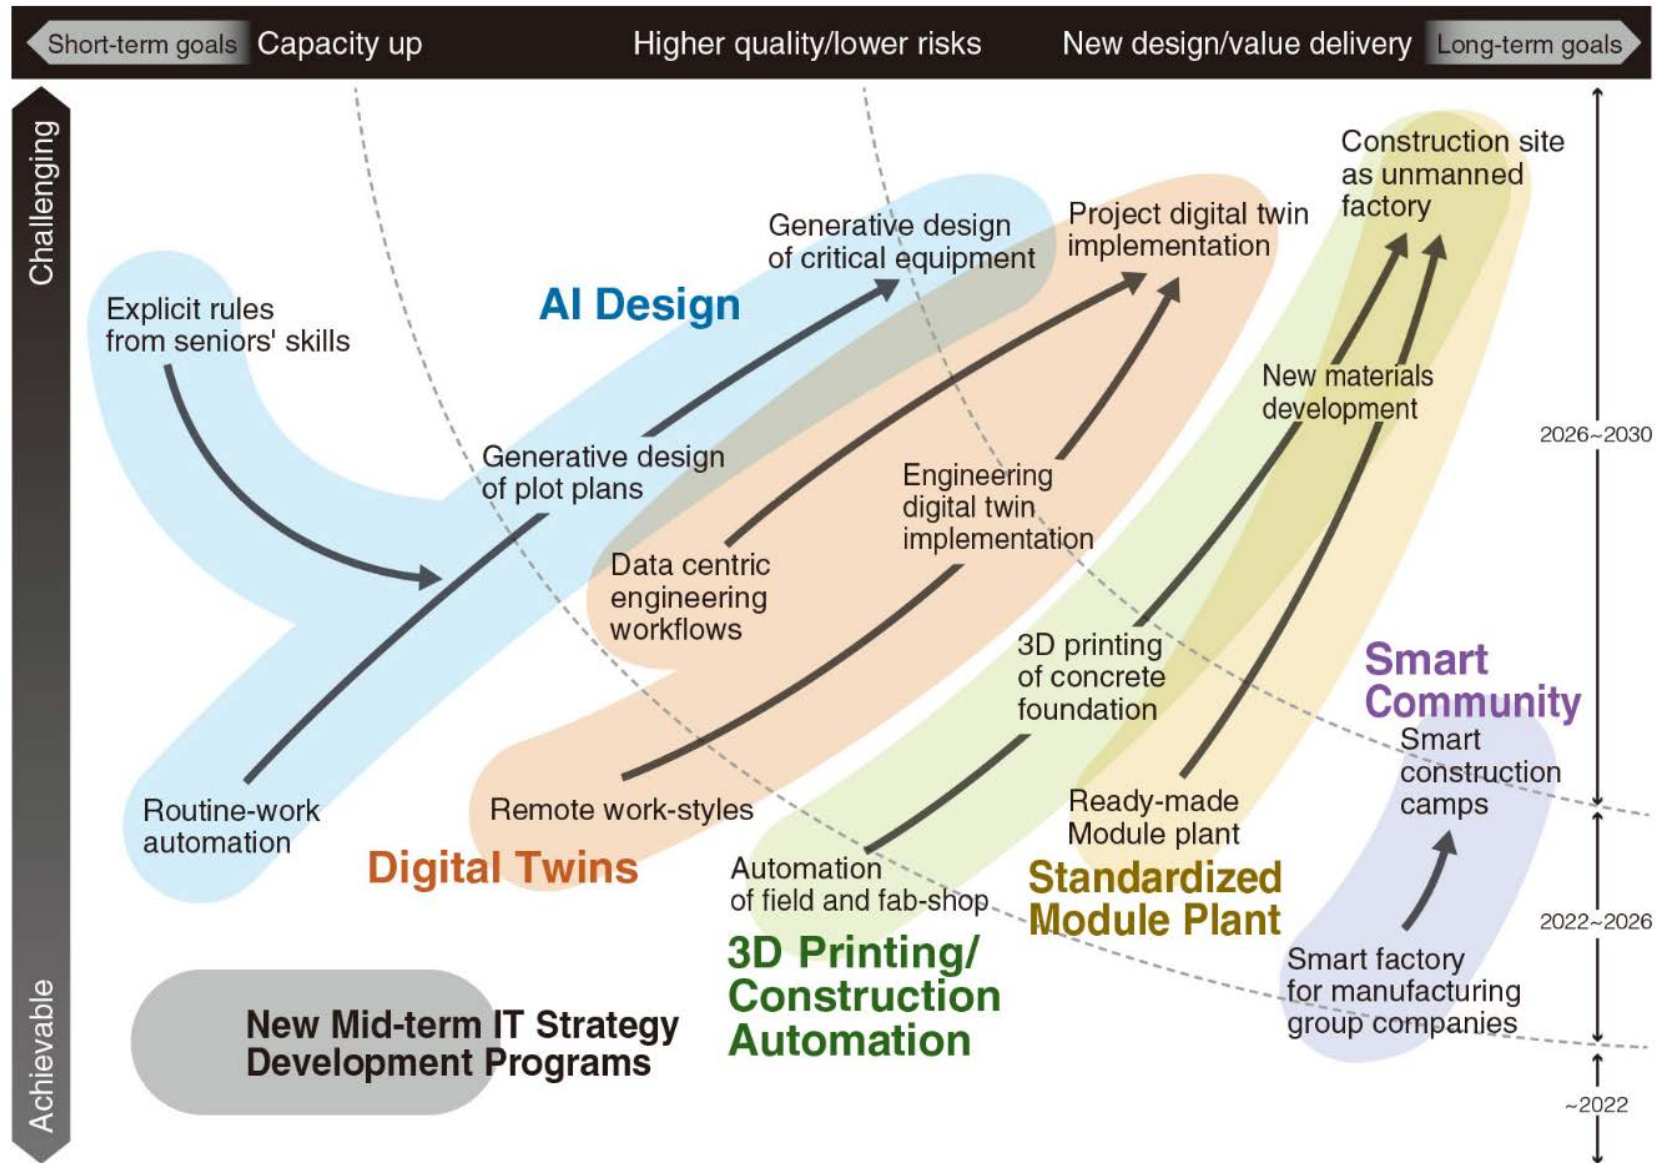 Short-term goals
Capacity up
Higher quality/lower risks
New design/value delivery
Long-term goals
Challenging
Achievable
Explicit rules
from seniors' skills
AI Design
Generative design
of critical equipment
Project digital twin
implementation
Construction site
as unmanned
factory
New materials
development
2026~2030
Generative design
of plot plans
Engineering
digital twin
implementation
Data centric
engineering
workflows
3D printing
of concrete
foundation
Smart
Community
Smart
construction
camps
Routine-work
automation
Remote work-styles
Digital Twins
Automation
of field and fab-shop
3D Printing/
Construction
Automation
Ready-made
Module plant
Standardized
Module Plant
2022~2026
Smart factory
for manufacturing
group companies
New Mid-term IT Strategy
Development Programs
~2022